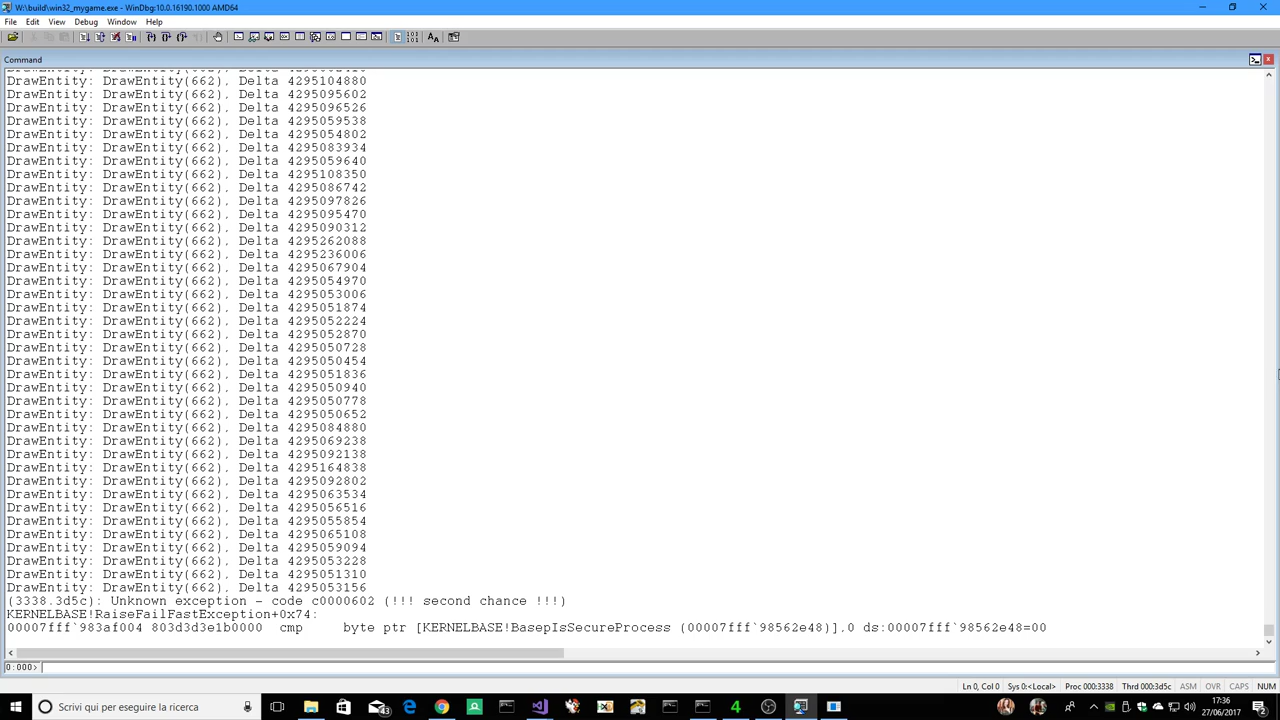 W:\build\win32_mygame.exe - WinDbg:10.0.16190.1000 AMD64
File Edit View Debug Window Help
Command
DrawEntity: DrawEntity(662), Delta 4295104880
DrawEntity: DrawEntity(662), Delta 4295095602
DrawEntity: DrawEntity(662), Delta 4295096526
DrawEntity: DrawEntity(662), Delta 4295059538
DrawEntity: DrawEntity(662), Delta 4295054802
DrawEntity: DrawEntity(662), Delta 4295083934
DrawEntity: DrawEntity(662), Delta 4295059640
DrawEntity: DrawEntity(662), Delta 4295108350
DrawEntity: DrawEntity(662), Delta 4295086742
DrawEntity: DrawEntity(662), Delta 4295097826
DrawEntity: DrawEntity(662), Delta 4295095470
DrawEntity: DrawEntity(662), Delta 4295090312
DrawEntity: DrawEntity(662), Delta 4295262088
DrawEntity: DrawEntity(662), Delta 4295236006
DrawEntity: DrawEntity(662), Delta 4295067904
DrawEntity: DrawEntity(662), Delta 4295054970
DrawEntity: DrawEntity(662), Delta 4295053006
DrawEntity: DrawEntity(662), Delta 4295051874
DrawEntity: DrawEntity(662), Delta 4295052224
DrawEntity: DrawEntity(662), Delta 4295052870
DrawEntity: DrawEntity(662), Delta 4295050728
DrawEntity: DrawEntity(662), Delta 4295050454
DrawEntity: DrawEntity(662), Delta 4295051836
DrawEntity: DrawEntity(662), Delta 4295050940
DrawEntity: DrawEntity(662), Delta 4295050778
DrawEntity: DrawEntity(662), Delta 4295050652
DrawEntity: DrawEntity(662), Delta 4295084880
DrawEntity: DrawEntity(662), Delta 4295069238
DrawEntity: DrawEntity(662), Delta 4295092138
DrawEntity: DrawEntity(662), Delta 4295164838
DrawEntity: DrawEntity(662), Delta 4295092802
DrawEntity: DrawEntity(662), Delta 4295063534
DrawEntity: DrawEntity(662), Delta 4295056516
DrawEntity: DrawEntity(662), Delta 4295055854
DrawEntity: DrawEntity(662), Delta 4295065108
DrawEntity: DrawEntity(662), Delta 4295059094
DrawEntity: DrawEntity(662), Delta 4295053228
DrawEntity: DrawEntity(662), Delta 4295051310
DrawEntity: DrawEntity(662), Delta 4295053156
(3338.3d5c): Unknown exception - code c0000602 (!!! second chance !!!)
KERNELBASE!RaiseFailFastException+0x74:
00007fff`983af004 803d3d3e1b0000 cmp byte ptr [KERNELBASE!BasepIsSecureProcess (00007fff`98562e48)],0 ds:00007fff`98562e48=00
0:000>
Ln 0, Col 0 Sys 0:<Local> Proc 000:3338 Thrd 000:3d5c ASM OVR CAPS NUM
Scrivi qui per eseguire la ricerca
17:36
27/06/2017